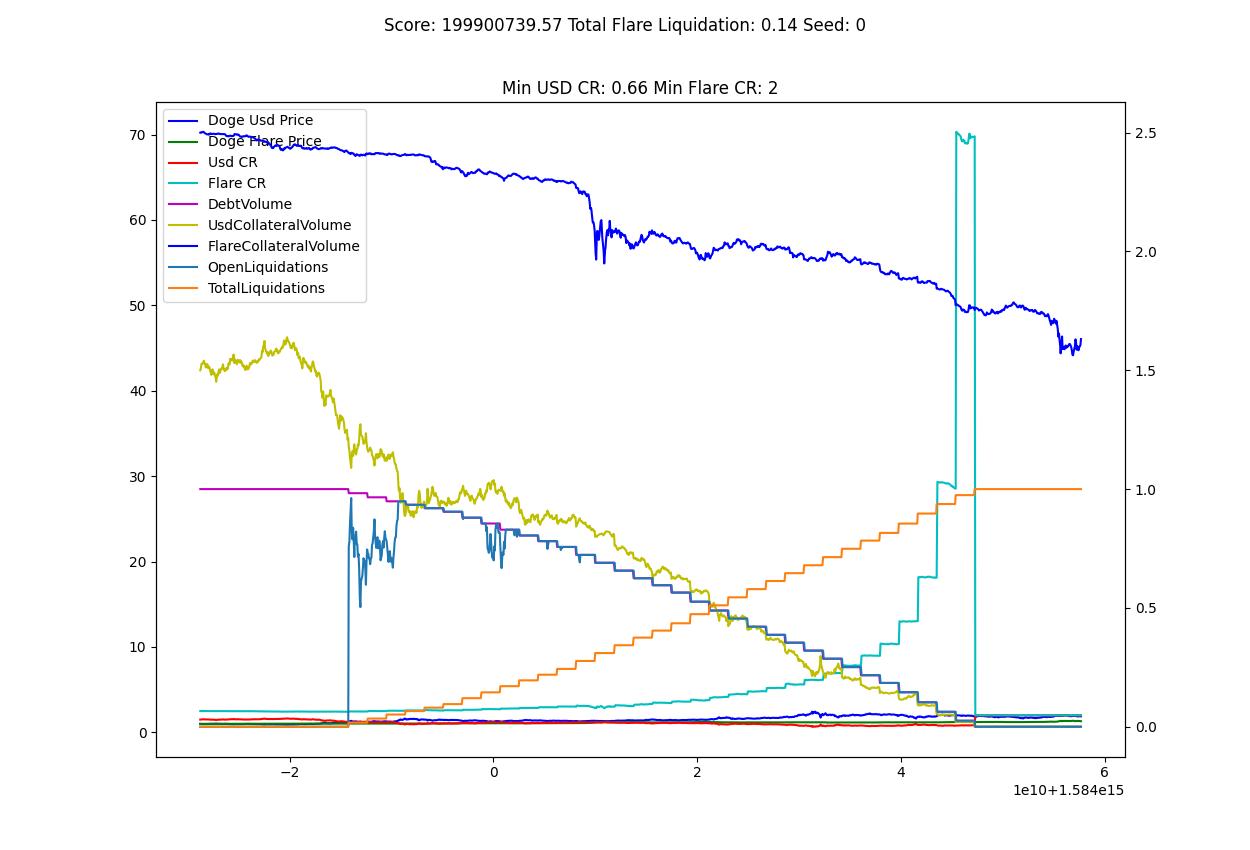 Score: 199900739.57 Total Flare Liquidation: 0.14 Seed: 0
Min USD CR: 0.66 Min Flare CR: 2
Doge Usd Price
Doge Flare Price
Usd CR
Flare CR
DebtVolume
UsdCollateralVolume
FlareCollateralVolume
OpenLiquidations
TotalLiquidations
70
60
50
40
30
20
10
0
2.5
2.0
1.5
1.0
0.5
0.0
−2
0
2
4
6
1e10+1.584e15